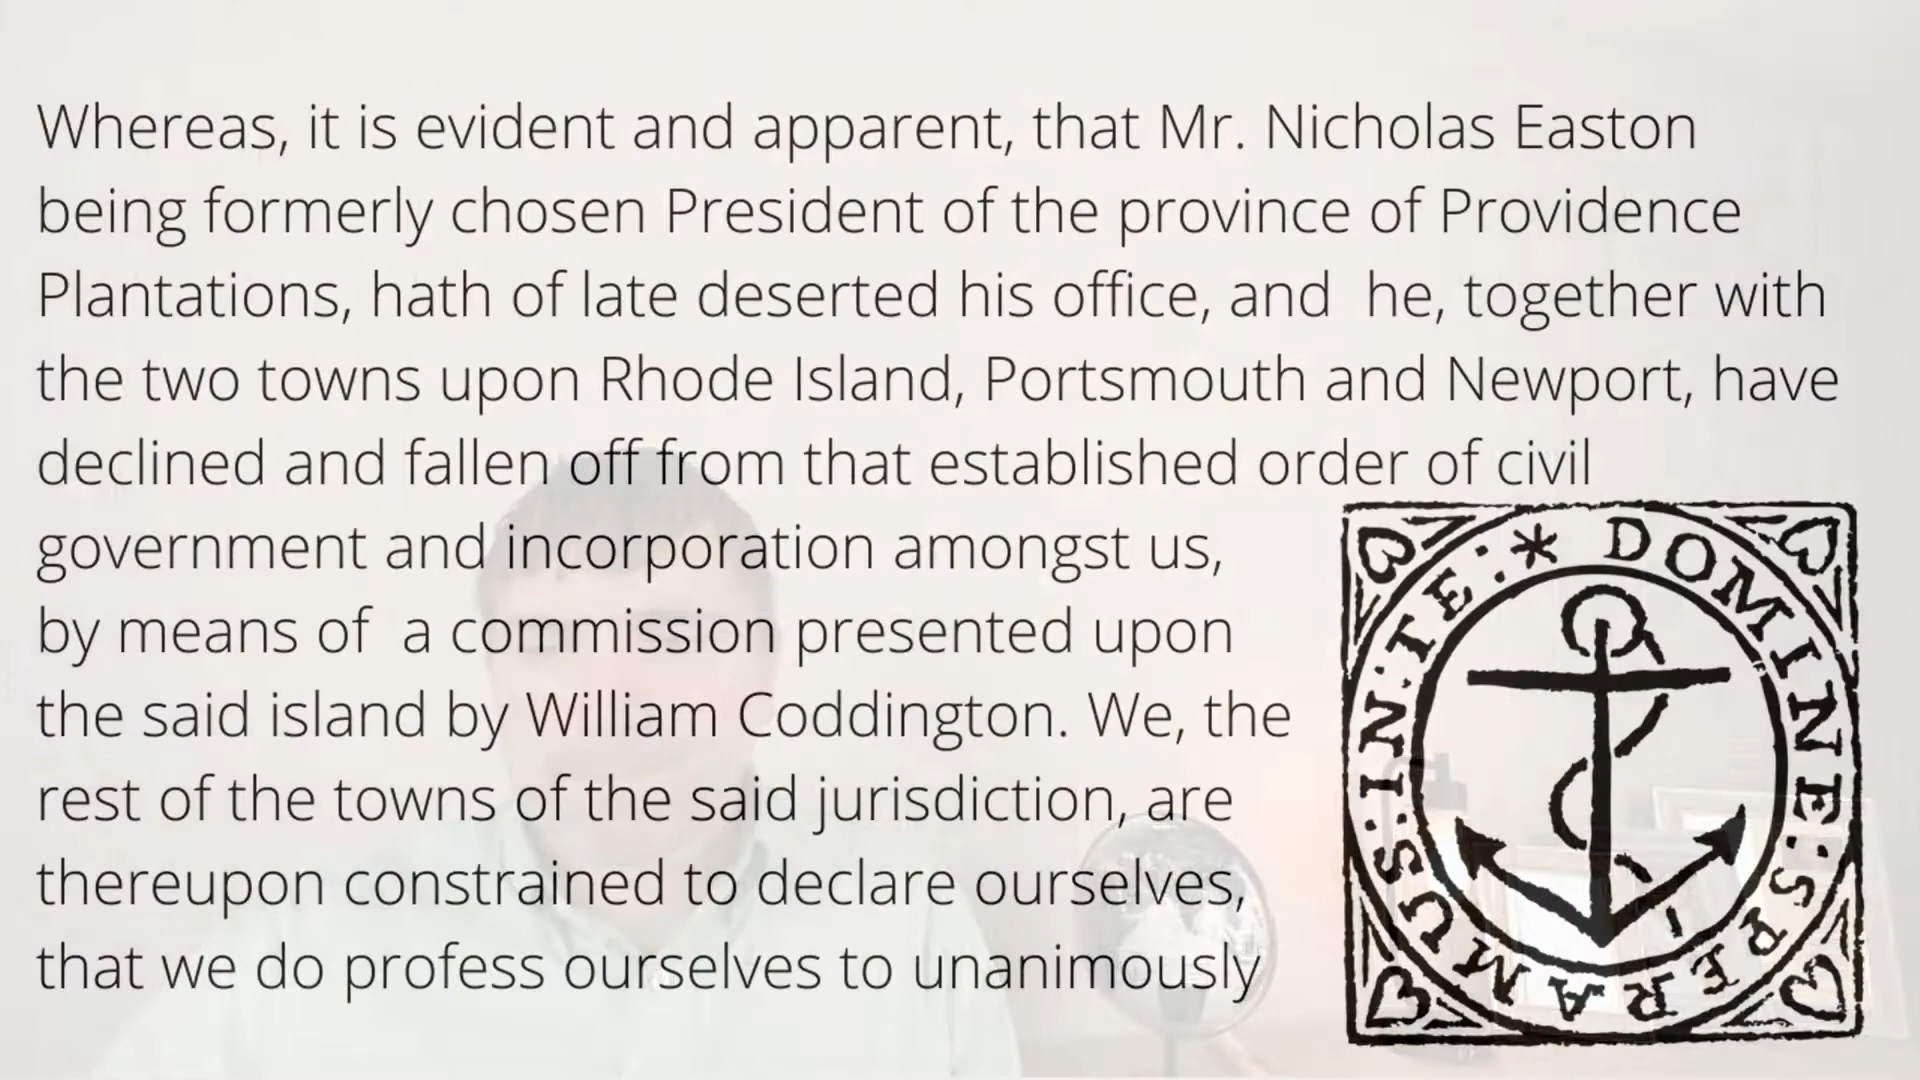 Whereas, it is evident and apparent, that Mr. Nicholas Easton
being formerly chosen President of the province of Providence
Plantations, hath of late deserted his office, and he, together with
the two towns upon Rhode Island, Portsmouth and Newport, have
declined and fallen off from that established order of civil
government and incorporation amongst us,
by means of a commission presented upon
the said island by William Coddington. We, the
rest of the towns of the said jurisdiction, are
thereupon constrained to declare ourselves,
that we do profess ourselves to unanimously
IN:TE:* DOMINE:SPERAMUS: